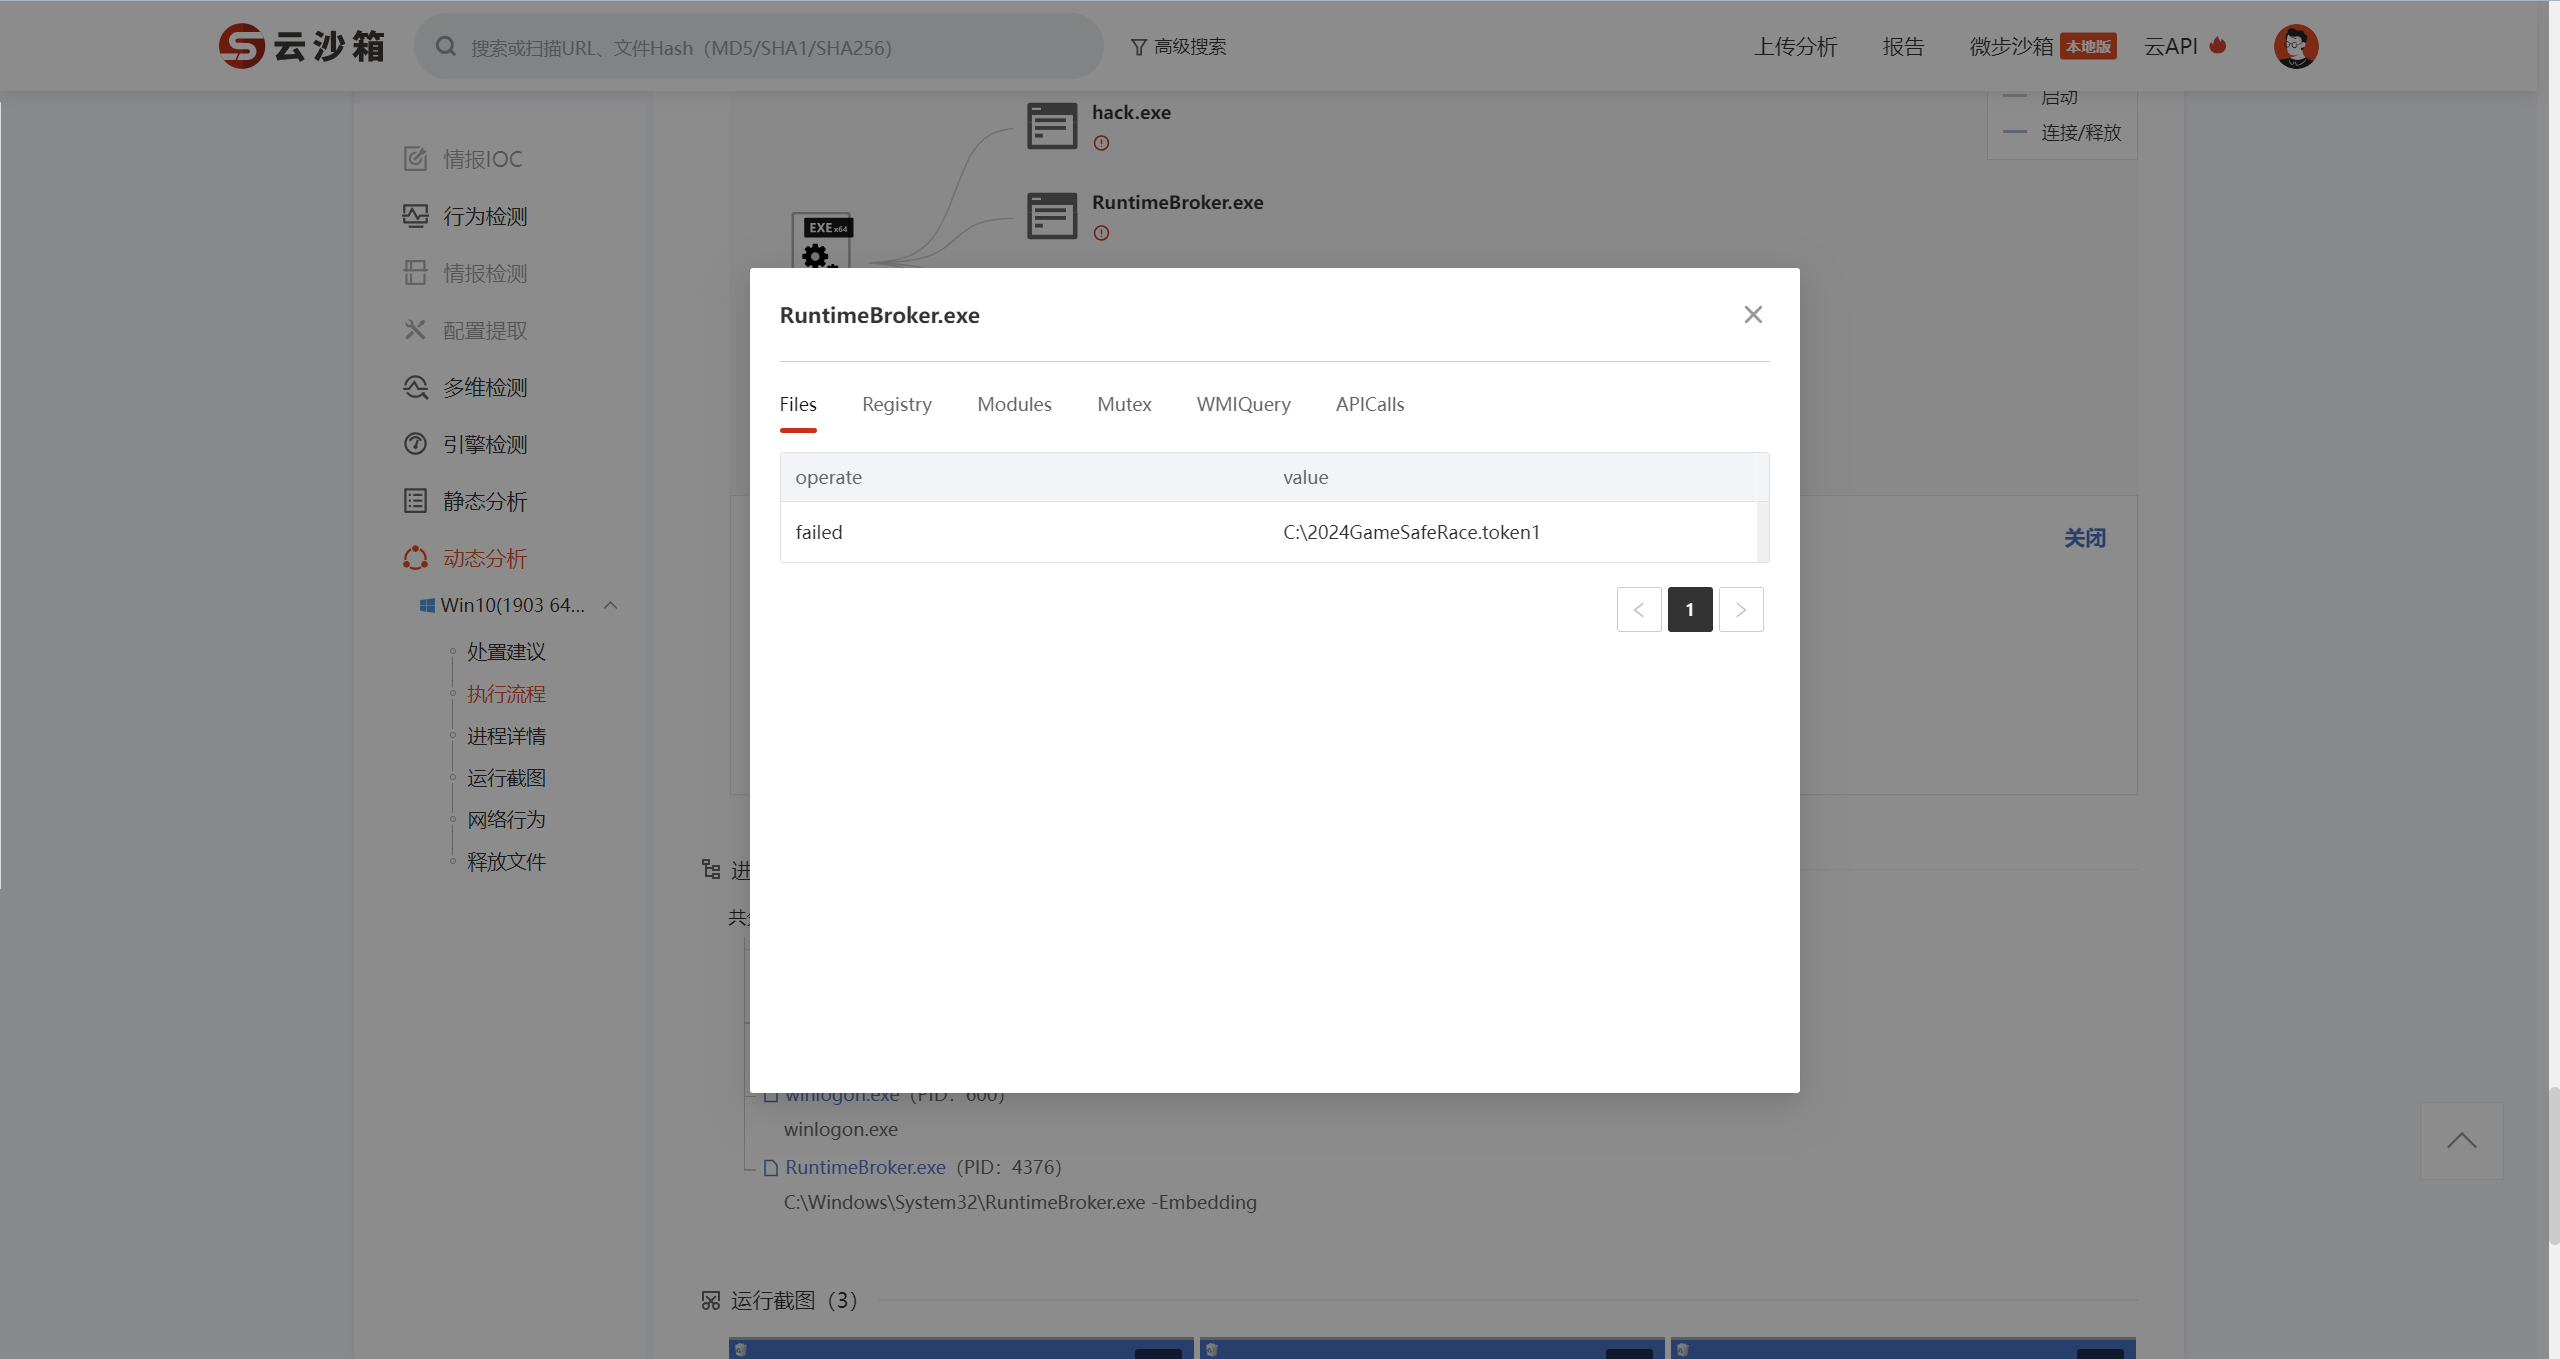 云沙箱
搜索或扫描URL、文件Hash（MD5/SHA1/SHA256）
高级搜索
上传分析
报告
微步沙箱 本地版
云API
情报IOC
行为检测
情报检测
配置提取
多维检测
引擎检测
静态分析
动态分析
Win10(1903 64...
处置建议
执行流程
进程详情
运行截图
网络行为
释放文件
hack.exe
RuntimeBroker.exe
EXE x64
启动
连接/释放
RuntimeBroker.exe
Files Registry Modules Mutex WMIQuery APICalls
operate value
failed C:\2024GameSafeRace.token1
1
关闭
进
共
winlogon.exe（PID：600）
winlogon.exe
RuntimeBroker.exe（PID：4376）
C:\Windows\System32\RuntimeBroker.exe -Embedding
运行截图（3）